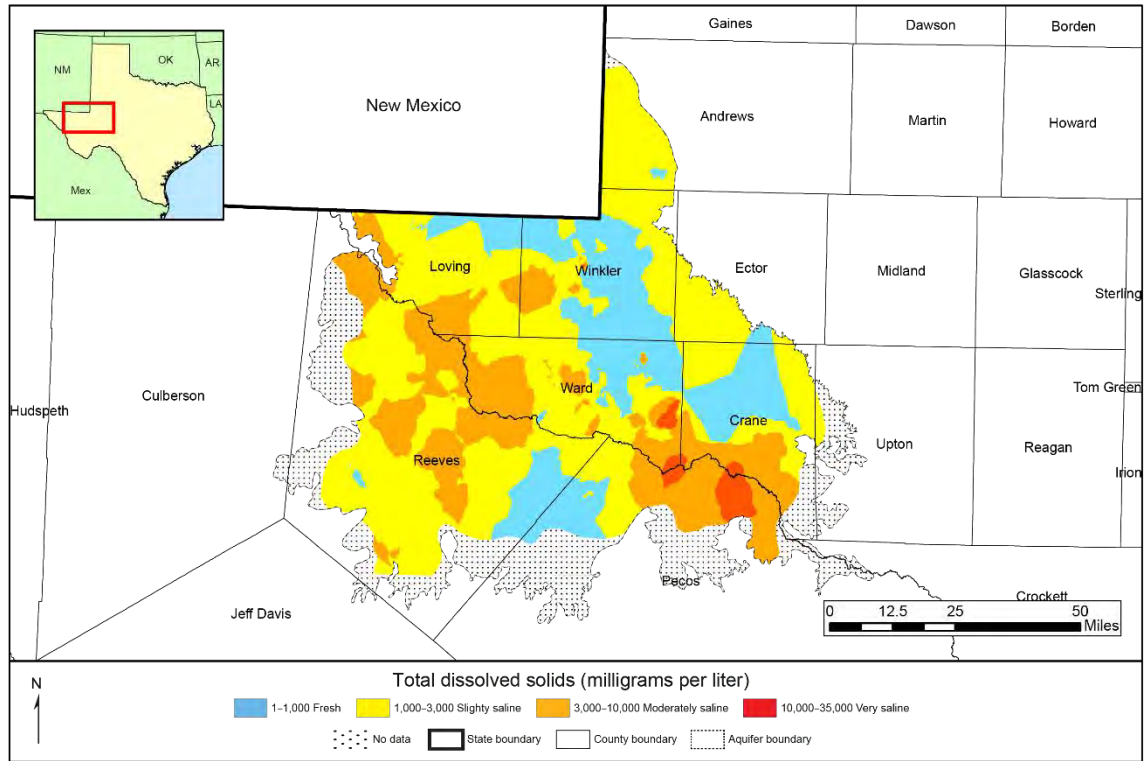 Gaines
Dawson
Borden
NM
OK
AR
LA
Mex
New Mexico
Andrews
Martin
Howard
Loving
Winkler
Ector
Midland
Glasscock
Sterling
Hudspeth
Culberson
Ward
Crane
Tom Green
Reeves
Upton
Reagan
Irion
Pecos
Jeff Davis
Crockett
0 12.5 25 50
Miles
N
Total dissolved solids (milligrams per liter)
1–1,000 Fresh
1,000–3,000 Slighty saline
3,000–10,000 Moderately saline
10,000–35,000 Very saline
No data
State boundary
County boundary
Aquifer boundary